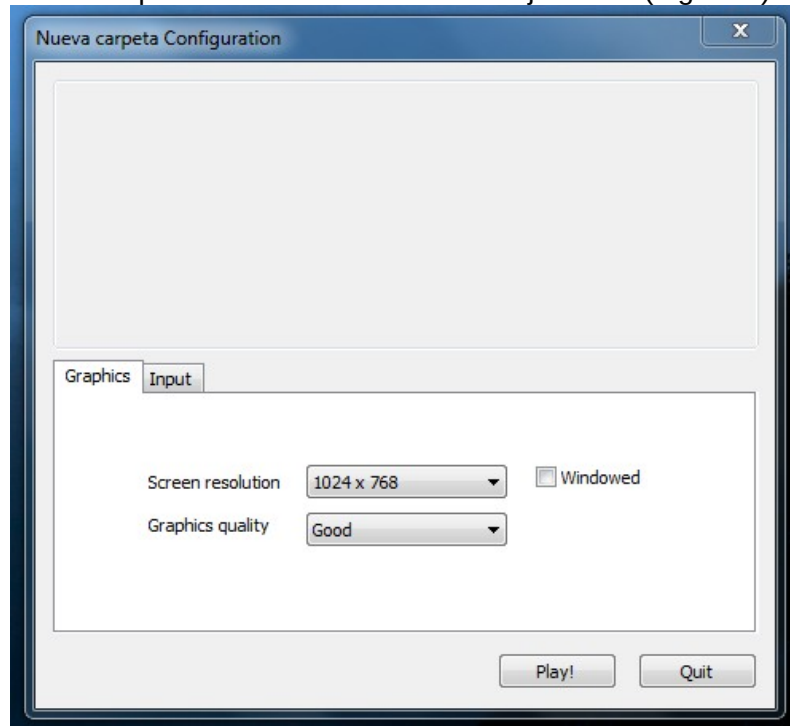 Nueva carpeta Configuration
X
Graphics Input
Screen resolution 1024 x 768 Windowed
Graphics quality Good
Play! Quit